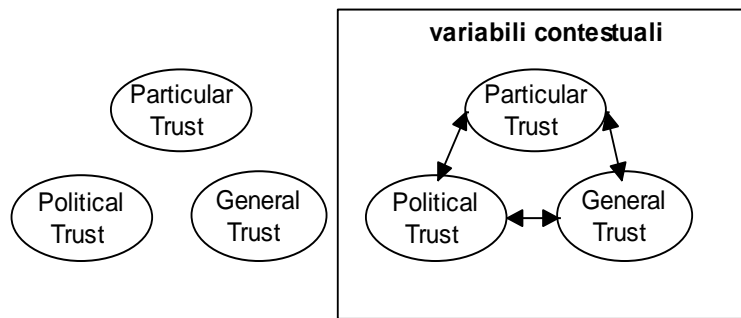 variabili contestuali
Particular
Trust
Political
Trust
General
Trust
Particular
Trust
Political
Trust
General
Trust